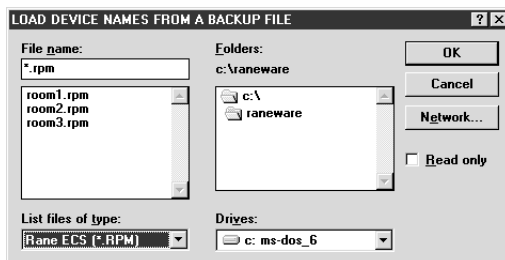 LOAD DEVICE NAMES FROM A BACKUP FILE
File name:
*.rpm
room1.rpm
room2.rpm
room3.rpm
List files of type:
Rane ECS (*.RPM)
Folders:
c:\raneware
c:\
raneware
Drives:
c: ms-dos_6
OK
Cancel
Network...
Read only